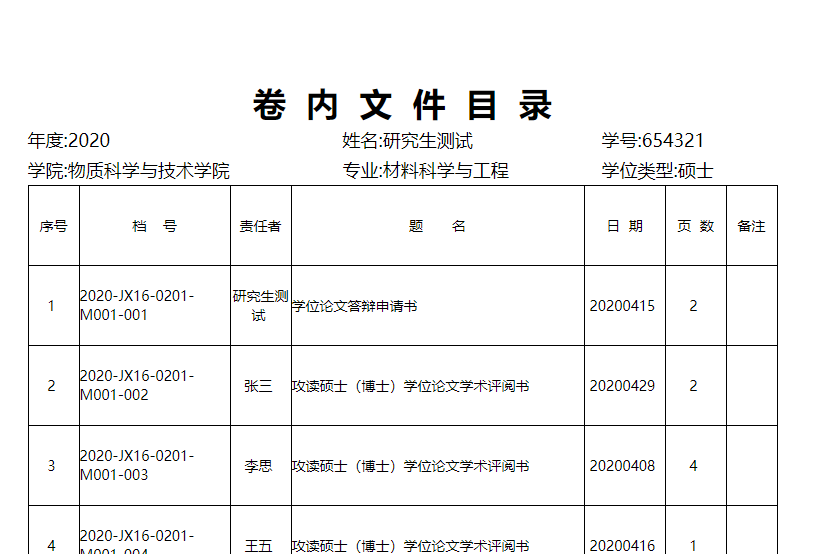 卷 内 文 件 目 录
年度:2020 姓名:研究生测试 学号:654321
学院:物质科学与技术学院 专业:材料科学与工程 学位类型:硕士
序号 档 号 责任者 题 名 日 期 页 数 备注
1 2020-JX16-0201-M001-001 研究生测试 学位论文答辩申请书 20200415 2
2 2020-JX16-0201-M001-002 张三 攻读硕士（博士）学位论文学术评阅书 20200429 2
3 2020-JX16-0201-M001-003 李思 攻读硕士（博士）学位论文学术评阅书 20200408 4
4 2020-JX16-0201-M001-004 王五 攻读硕士（博士）学位论文学术评阅书 20200416 1